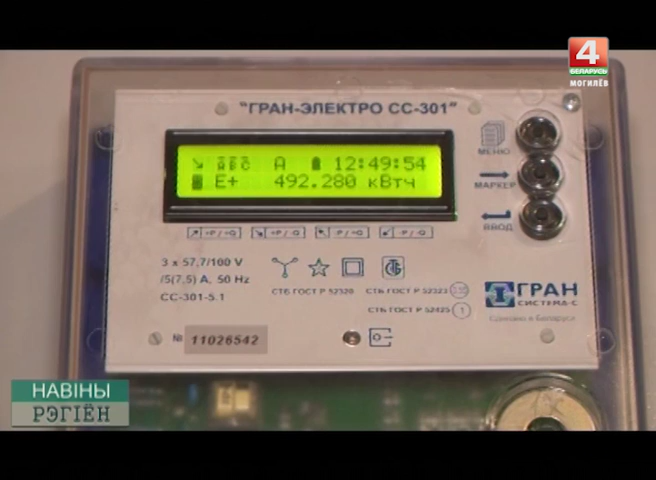 4
БЕЛАРУСЬ
МОГИЛЁВ
"ГРАН-ЭЛЕКТРО СС-301"
A B C A 12:49:54
E+ 492.280 кВтч
МЕНЮ
МАРКЕР
ВВОД
+P / +Q +P / -Q -P / +Q -P / -Q
3 x 57,7/100 V
/5(7,5) A, 50 Hz
СС-301-5.1
СТБ ГОСТ Р 52320
СТБ ГОСТ Р 52323
СТБ ГОСТ Р 52425 1
ГРАН
СИСТЕМА-С
Сделано в Беларуси
№ 11026542
НАВІНЫ
РЭГІЁН